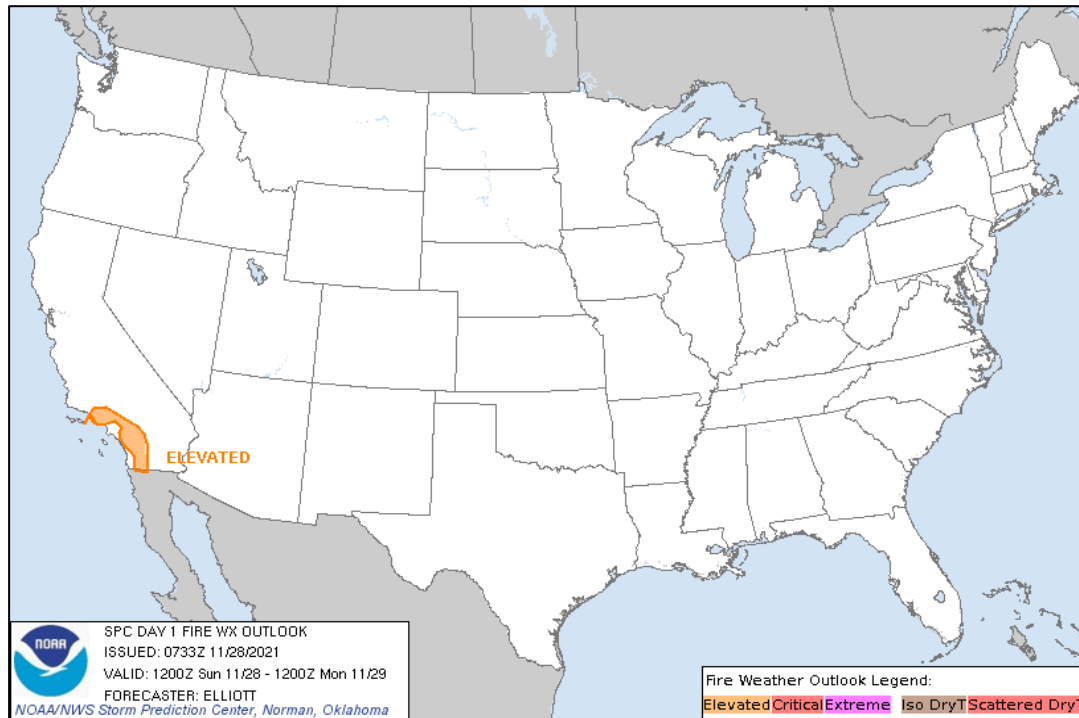 ELEVATED
NOAA
SPC DAY 1 FIRE WX OUTLOOK
ISSUED: 0733Z 11/28/2021
VALID: 1200Z Sun 11/28 - 1200Z Mon 11/29
FORECASTER: ELLIOTT
NOAA/NWS Storm Prediction Center, Norman, Oklahoma
Fire Weather Outlook Legend:
Elevated Critical Extreme Iso DryT Scattered DryT